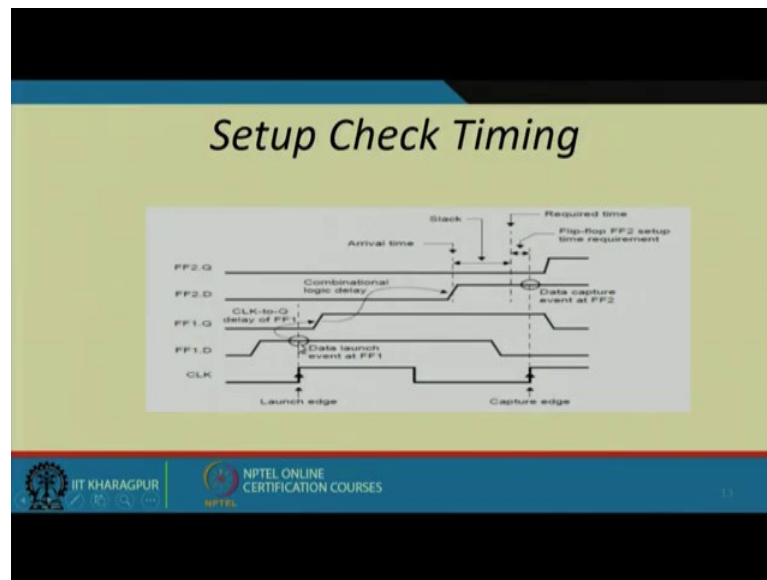 Setup Check Timing
Slack
Required time
Arrival time
Flip-flop FF2 setup
time requirement
FF2.Q
Combinational
logic delay
FF2.D
Data capture
event at FF2
CLK-to-Q
delay of FF1
FF1.Q
Data launch
event at FF1
FF1.D
CLK
Launch edge
Capture edge
IIT KHARAGPUR
NPTEL
NPTEL ONLINE
CERTIFICATION COURSES
13